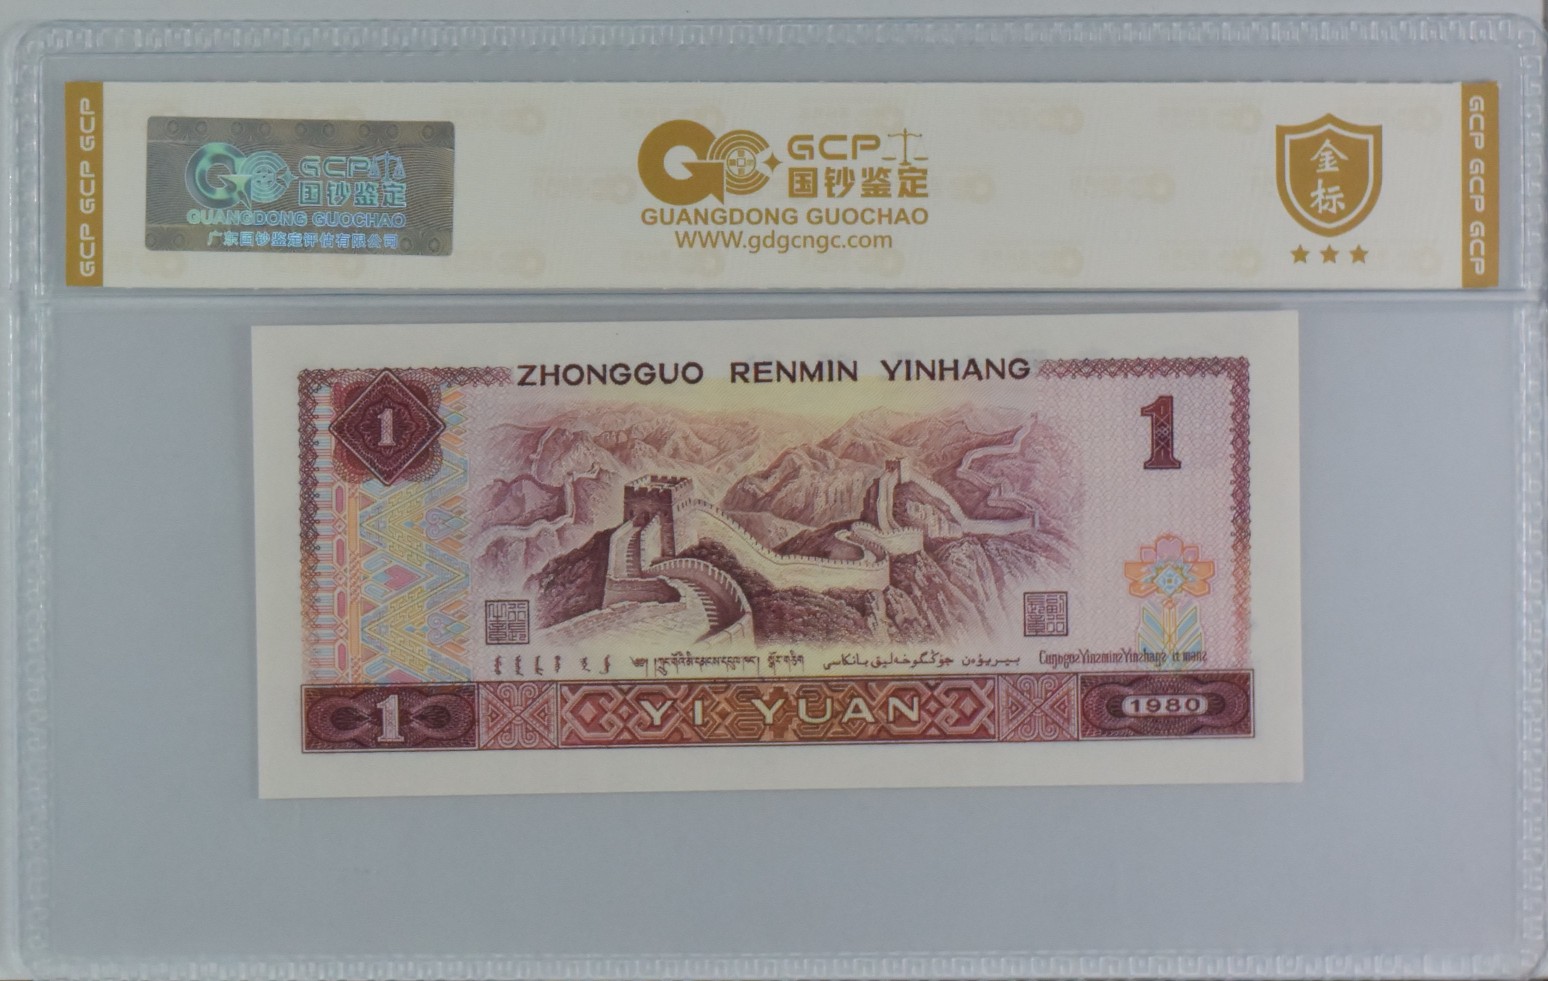 GCP GCP GCP
GCP
国钞鉴定
GUANGDONG GUOCHAO
广东国钞鉴定评估有限公司
GCP
国钞鉴定
GUANGDONG GUOCHAO
WWW.gdgcngc.com
金
标
GCP GCP GCP
ZHONGGUO RENMIN YINHANG
1
1
1
YI YUAN
1980